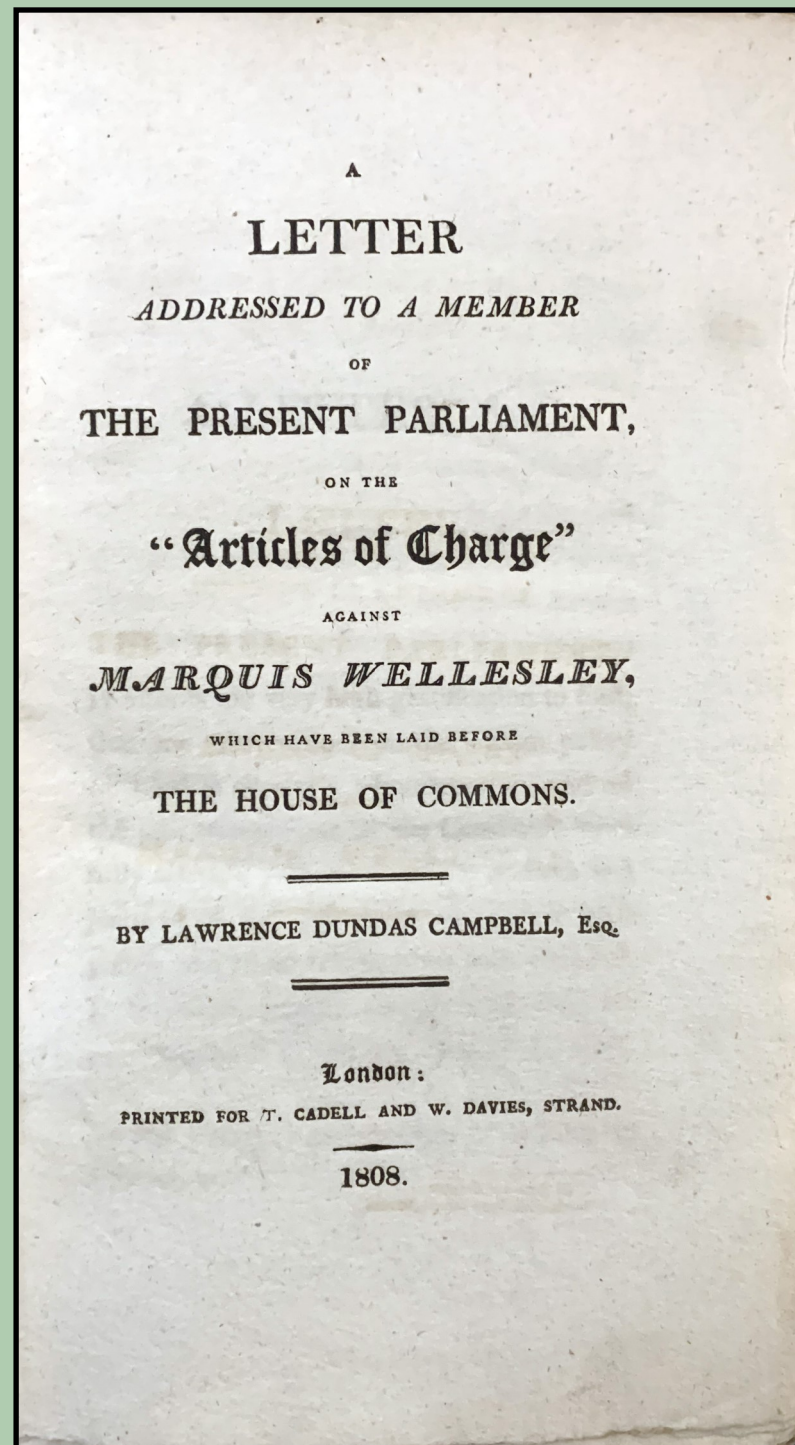 A
LETTER
ADDRESSED TO A MEMBER
OF
THE PRESENT PARLIAMENT,
ON THE
“Articles of Charge”
AGAINST
MARQUIS WELLESLEY,
WHICH HAVE BEEN LAID BEFORE
THE HOUSE OF COMMONS.
BY LAWRENCE DUNDAS CAMPBELL, Esq.
London:
PRINTED FOR T. CADELL AND W. DAVIES, STRAND.
1808.